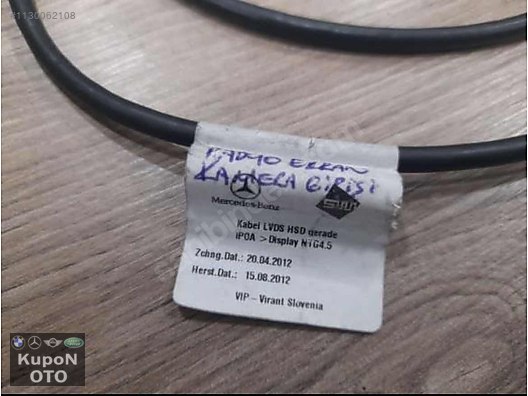 #1130062108
RADYO EKRAN
KAMERA GİRİŞİ
Mercedes-Benz
Kabel LVDS HSD gerade
IPOA >Display NTG4.5
Zchng.Dat.: 20.04.2012
Herst.Dat.: 15.08.2012
VIP – Virant Slovenia
KupoN
OTO